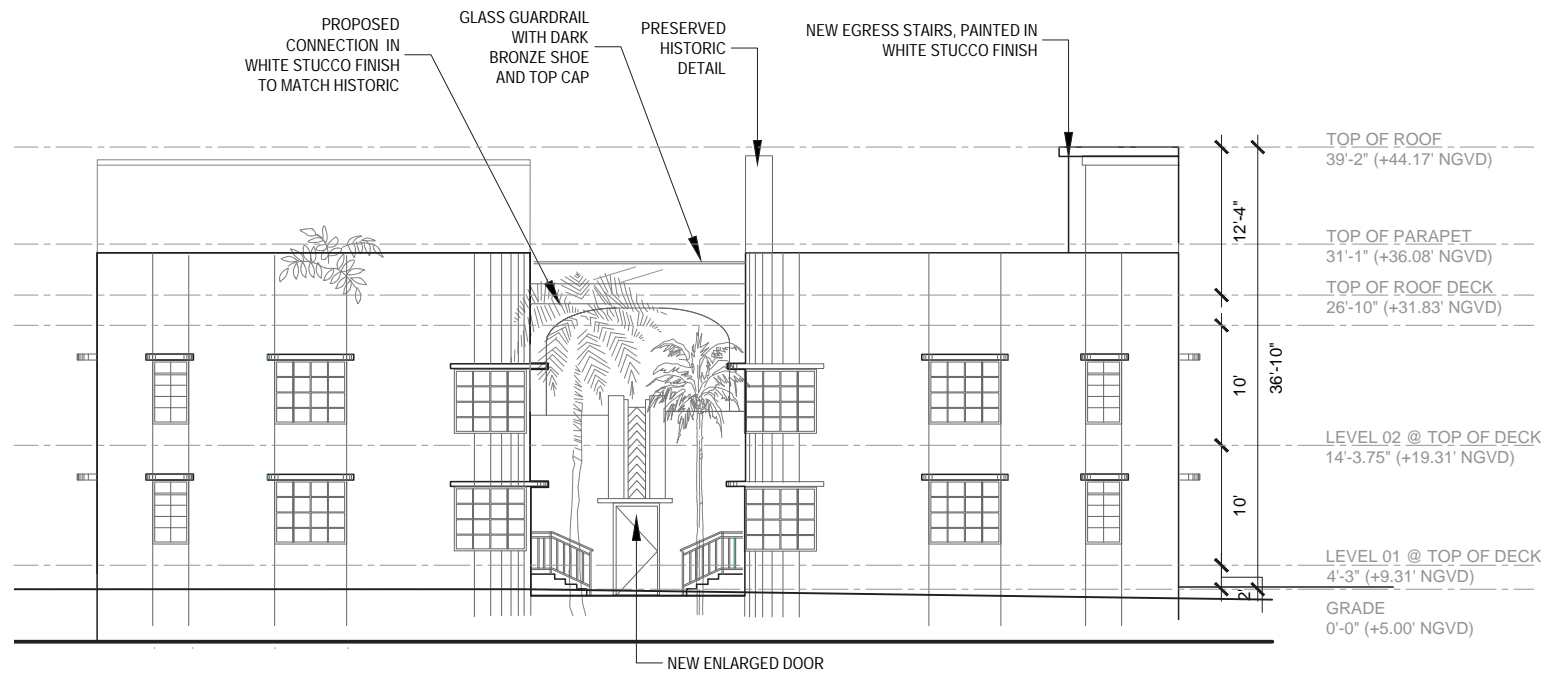 PROPOSED
CONNECTION IN
WHITE STUCCO FINISH
TO MATCH HISTORIC
GLASS GUARDRAIL
WITH DARK
BRONZE SHOE
AND TOP CAP
PRESERVED
HISTORIC
DETAIL
NEW EGRESS STAIRS, PAINTED IN
WHITE STUCCO FINISH
TOP OF ROOF
39'-2" (+44.17' NGVD)
12'-4"
TOP OF PARAPET
31'-1" (+36.08' NGVD)
TOP OF ROOF DECK
26'-10" (+31.83' NGVD)
10'
36'-10"
LEVEL 02 @ TOP OF DECK
14'-3.75" (+19.31' NGVD)
10'
LEVEL 01 @ TOP OF DECK
4'-3" (+9.31' NGVD)
2'
GRADE
0'-0" (+5.00' NGVD)
NEW ENLARGED DOOR